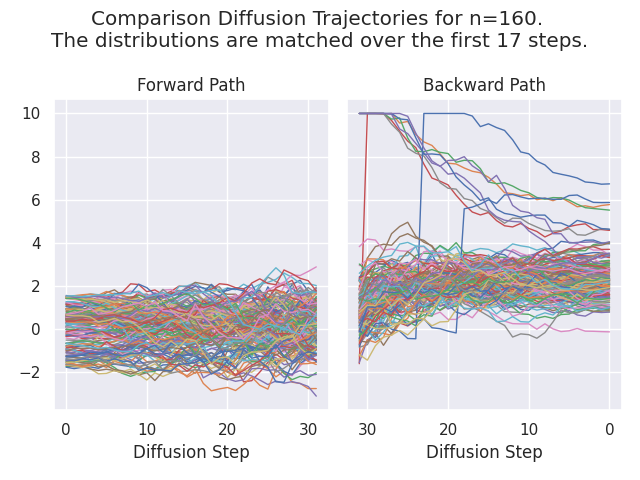 Comparison Diffusion Trajectories for n=160.
The distributions are matched over the first 17 steps.
Forward Path
Backward Path
10
8
6
4
2
0
−2
0 10 20 30
30 20 10 0
Diffusion Step
Diffusion Step